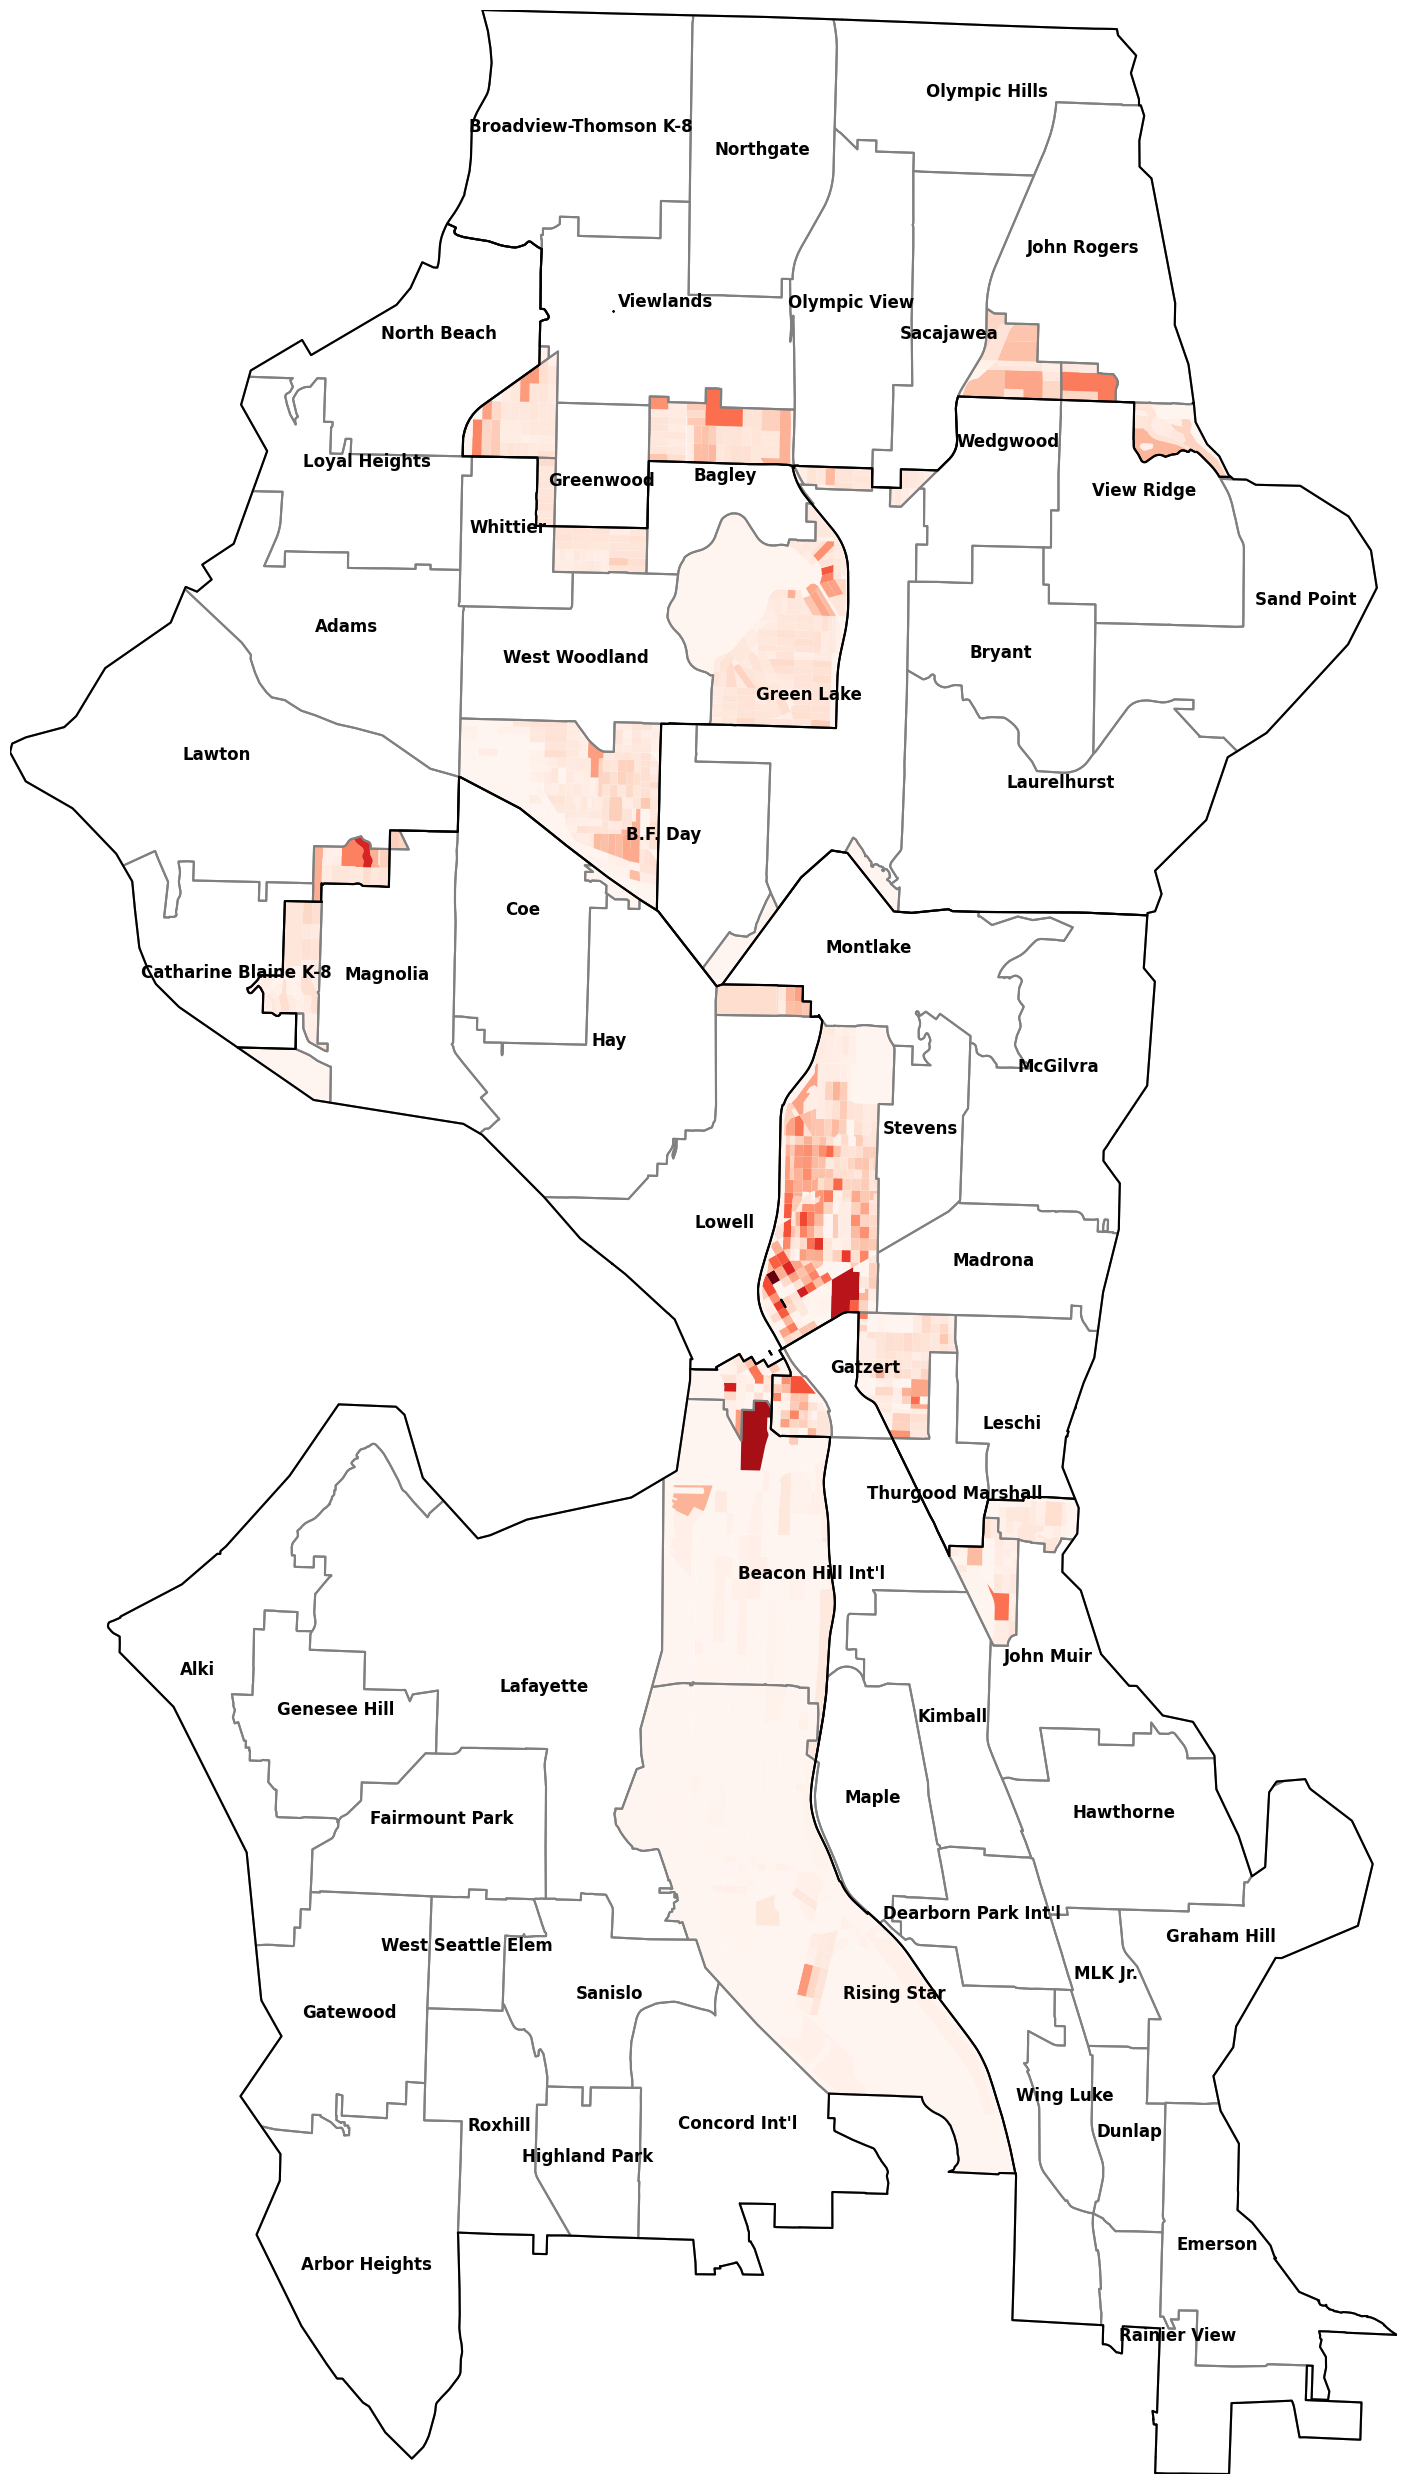 Olympic Hills
Broadview-Thomson K-8
Northgate
John Rogers
Viewlands
Olympic View
North Beach
Sacajawea
Wedgwood
Loyal Heights
Bagley
Greenwood
View Ridge
Whittier
Sand Point
Adams
Bryant
West Woodland
Green Lake
Lawton
Laurelhurst
B.F. Day
Coe
Montlake
Catharine Blaine K-8
Magnolia
Hay
McGilvra
Stevens
Lowell
Madrona
Gatzert
Leschi
Thurgood Marshall
Beacon Hill Int'l
John Muir
Alki
Lafayette
Genesee Hill
Kimball
Maple
Hawthorne
Fairmount Park
Dearborn Park Int'l
Graham Hill
West Seattle Elem
MLK Jr.
Sanislo
Rising Star
Gatewood
Wing Luke
Concord Int'l
Roxhill
Dunlap
Highland Park
Emerson
Arbor Heights
Rainier View